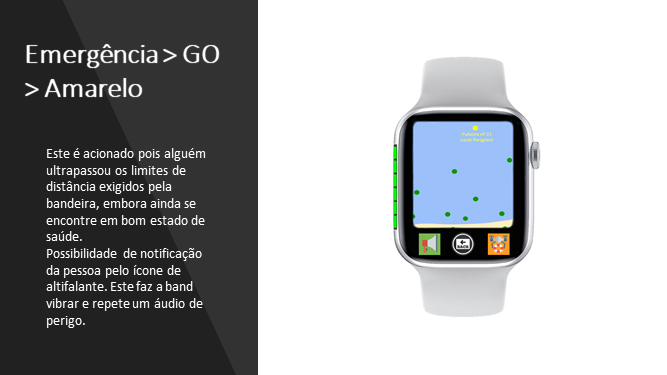 Emergência > GO
> Amarelo
Este é acionado pois alguém
ultrapassou os limites de
distância exigidos pela
bandeira, embora ainda se
encontre em bom estado de
saúde.
Possibilidade de notificação
da pessoa pelo ícone de
altifalante. Este faz a band
vibrar e repete um áudio de
perigo.
BACK